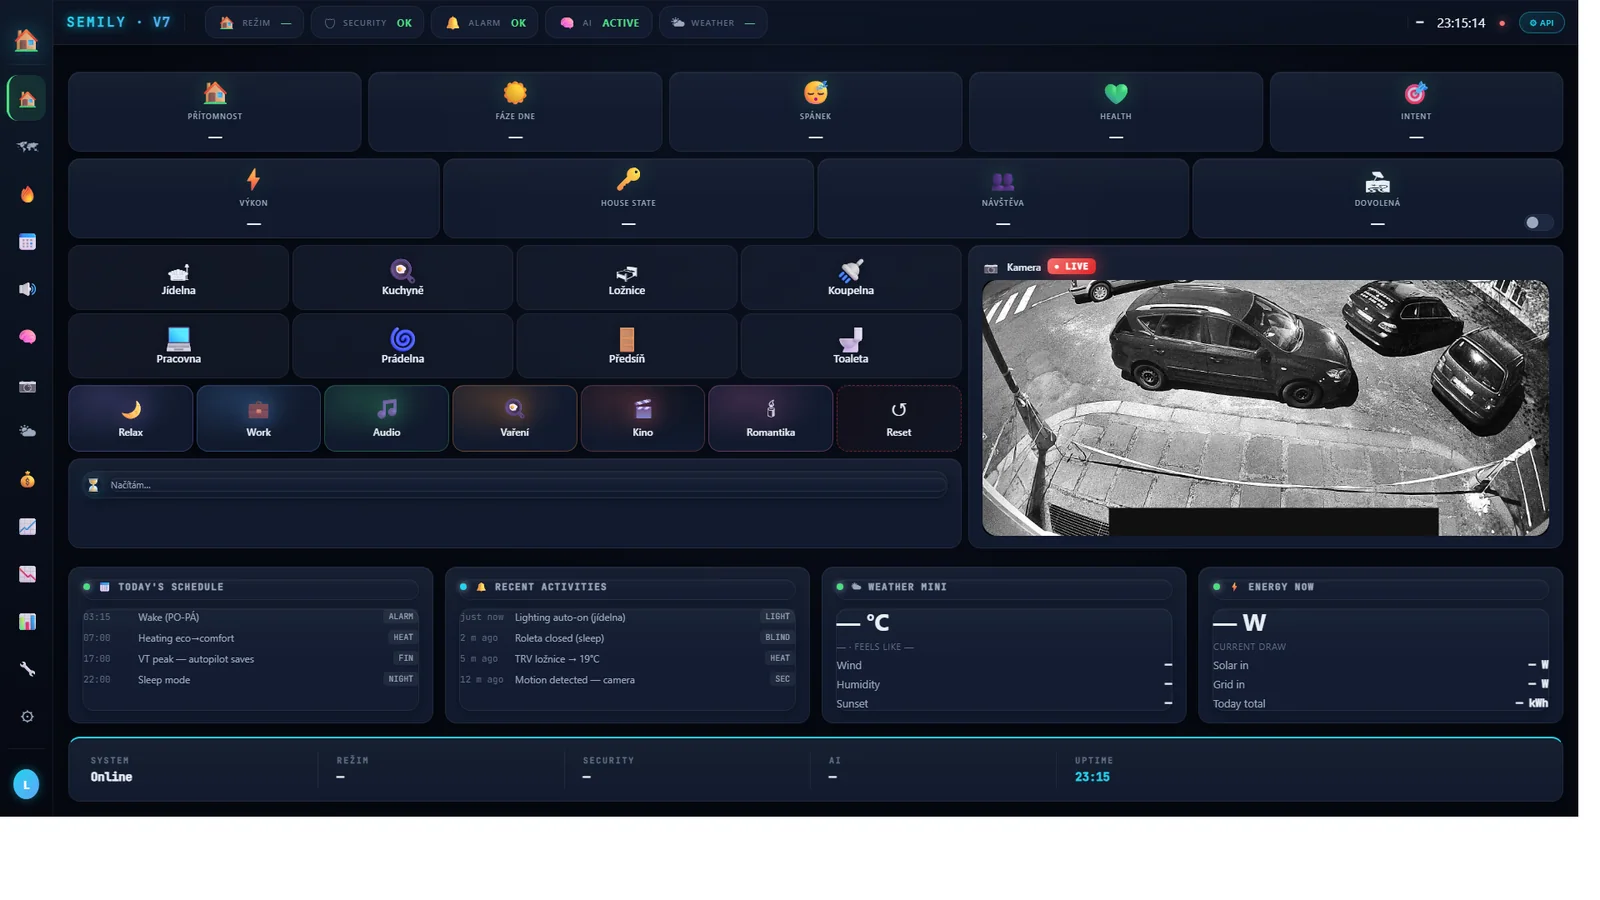 SEMILY · V7
REŽIM —
SECURITY OK
ALARM OK
AI ACTIVE
WEATHER —
— 23:15:14
API
PŘÍTOMNOST
—
FÁZE DNE
—
SPÁNEK
—
HEALTH
—
INTENT
—
VÝKON
—
HOUSE STATE
—
NÁVŠTĚVA
—
DOVOLENÁ
—
Jídelna
Kuchyně
Ložnice
Koupelna
Pracovna
Prádelna
Předsíň
Toaleta
Relax
Work
Audio
Vaření
Kino
Romantika
Reset
Načítám...
Kamera • LIVE
TODAY'S SCHEDULE
03:15 Wake (PO-PÁ) ALARM
07:00 Heating eco→comfort HEAT
17:00 VT peak — autopilot saves FIN
22:00 Sleep mode NIGHT
RECENT ACTIVITIES
just now Lighting auto-on (jídelna) LIGHT
2 m ago Roleta closed (sleep) BLIND
5 m ago TRV ložnice → 19°C HEAT
12 m ago Motion detected — camera SEC
WEATHER MINI
— °C
— · FEELS LIKE —
Wind —
Humidity —
Sunset —
ENERGY NOW
— W
CURRENT DRAW
Solar in — W
Grid in — W
Today total — kWh
SYSTEM
Online
REŽIM
—
SECURITY
—
AI
—
UPTIME
23:15
L